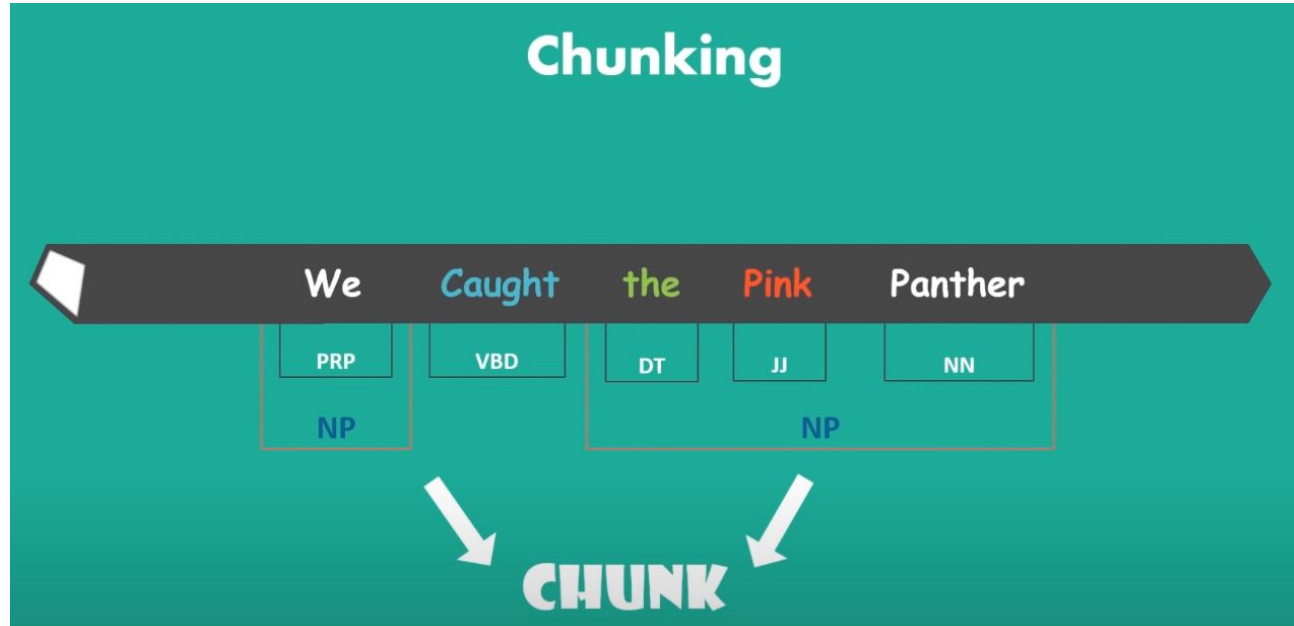 Chunking
We Caught the Pink Panther
PRP VBD DT JJ NN
NP NP
CHUNK